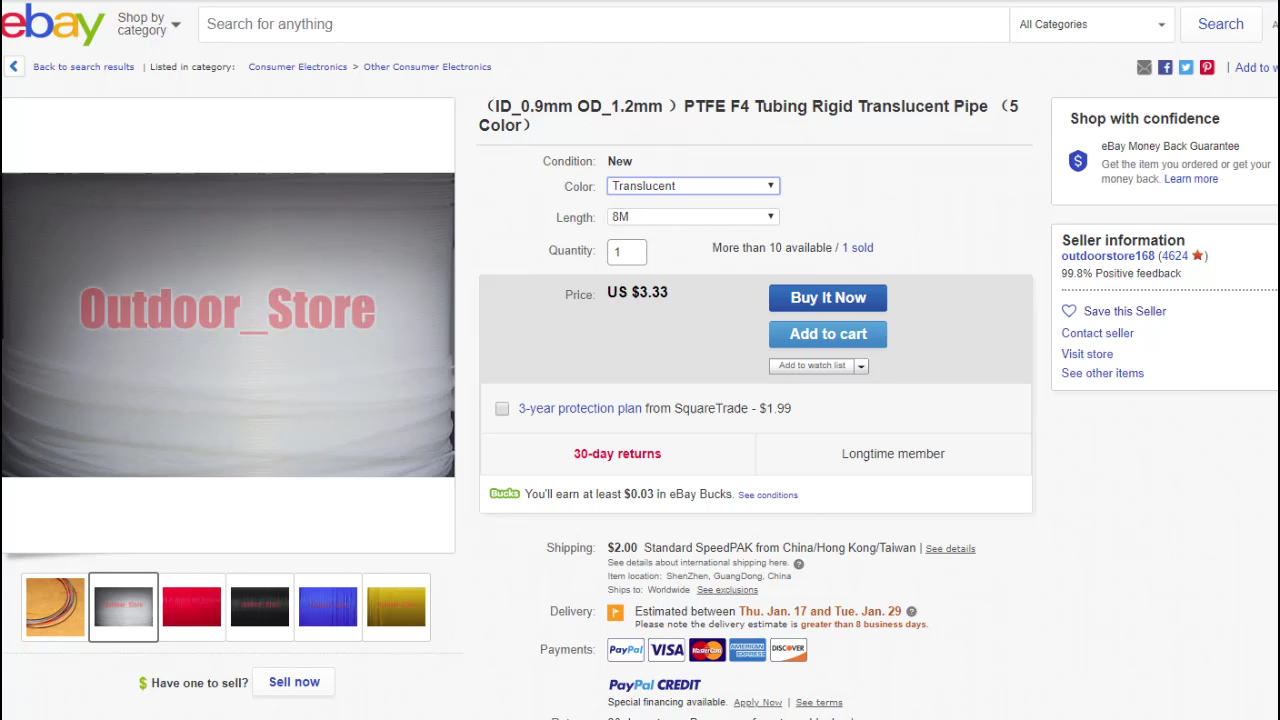 ebay
Shop by
category
Search for anything
All Categories
Search
Back to search results | Listed in category: Consumer Electronics > Other Consumer Electronics
| Add to w
（ID_0.9mm OD_1.2mm ）PTFE F4 Tubing Rigid Translucent Pipe （5
Color）
Condition: New
Color: Translucent
Length: 8M
Quantity: 1 More than 10 available / 1 sold
Price: US $3.33
Buy It Now
Add to cart
Add to watch list
3-year protection plan from SquareTrade - $1.99
30-day returns
Longtime member
Bucks You'll earn at least $0.03 in eBay Bucks. See conditions
Shipping: $2.00 Standard SpeedPAK from China/Hong Kong/Taiwan | See details
See details about international shipping here.
Item location: ShenZhen, GuangDong, China
Ships to: Worldwide See exclusions
Delivery: Estimated between Thu. Jan. 17 and Tue. Jan. 29
Please note the delivery estimate is greater than 8 business days.
Payments: PayPal VISA MasterCard AMERICAN EXPRESS DISCOVER
PayPal CREDIT
Special financing available. Apply Now | See terms
Outdoor_Store
$ Have one to sell? Sell now
Shop with confidence
eBay Money Back Guarantee
Get the item you ordered or get your
money back. Learn more
Seller information
outdoorstore168 (4624 )
99.8% Positive feedback
Save this Seller
Contact seller
Visit store
See other items